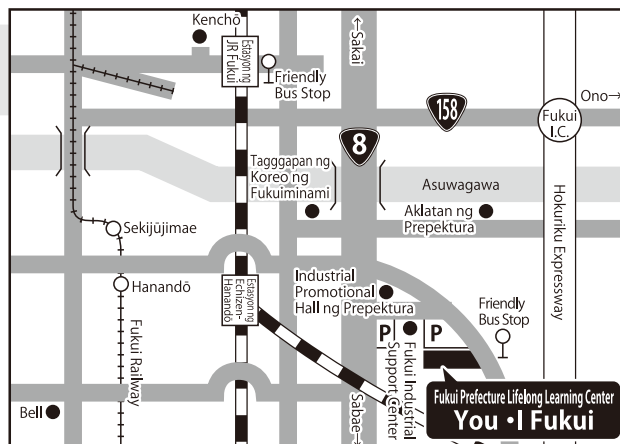 Kenchō
Estasyon ng
JR Fukui
Friendly
Bus Stop
←Sakai
158
Ono→
Fukui
I.C.
8
Tagggapan ng
Koreo ng
Fukuiminami
Asuwagawa
Aklatan ng
Prepektura
Hokuriku Expressway
Sekijūjimae
Hanandō
Fukui Railway
Estasyon ng
Echizen-
Hanandō
Industrial
Promotional
Hall ng Prepektura
Friendly
Bus Stop
P
P
Fukui Industrial
Support Center
Bell
Sabae→
Fukui Prefecture Lifelong Learning Center
You •I Fukui